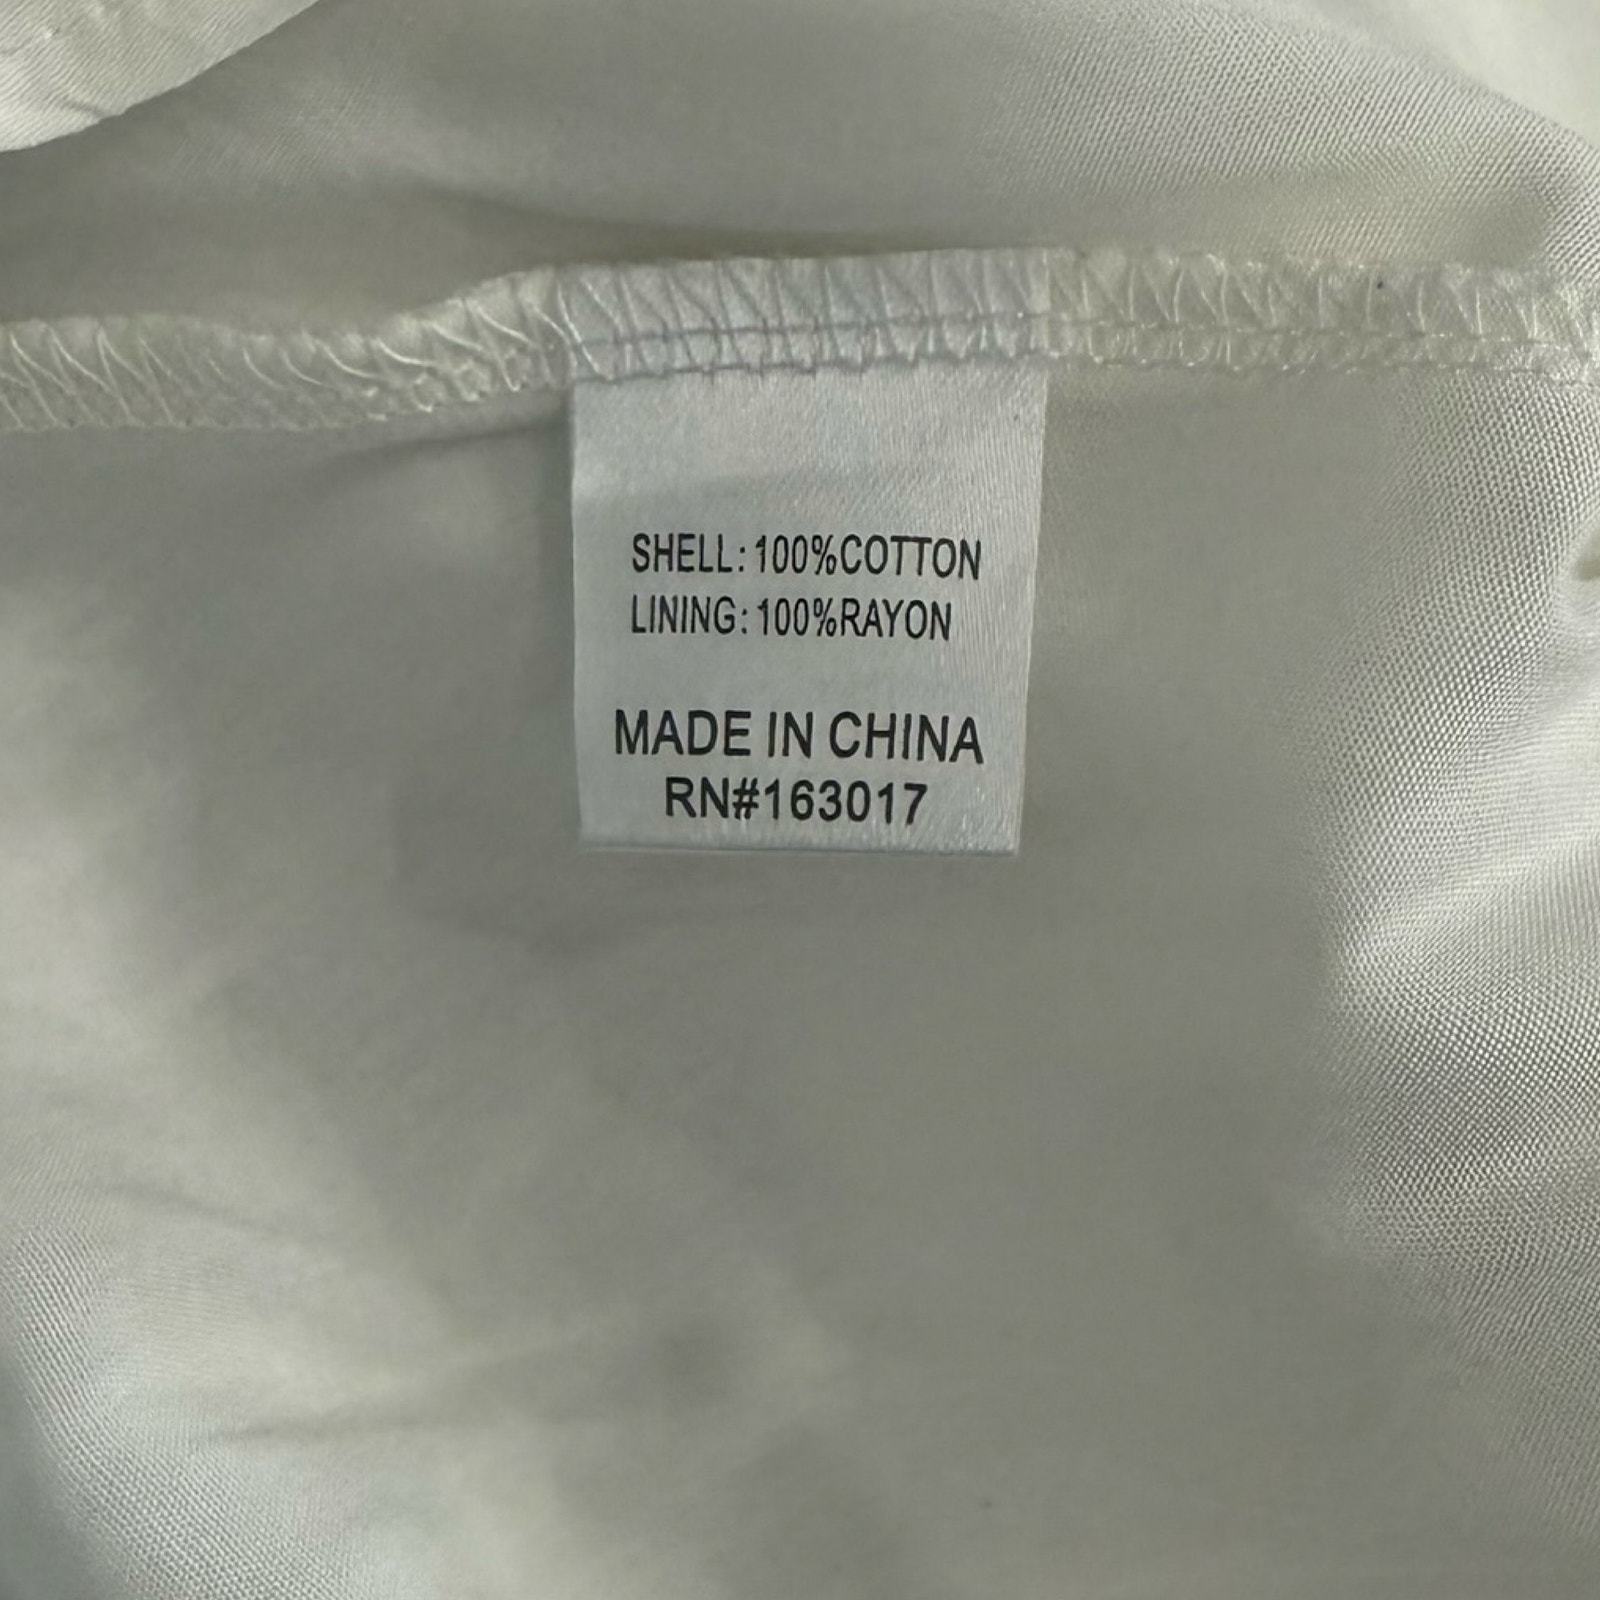 SHELL: 100%COTTON
LINING: 100%RAYON
MADE IN CHINA
RN#163017